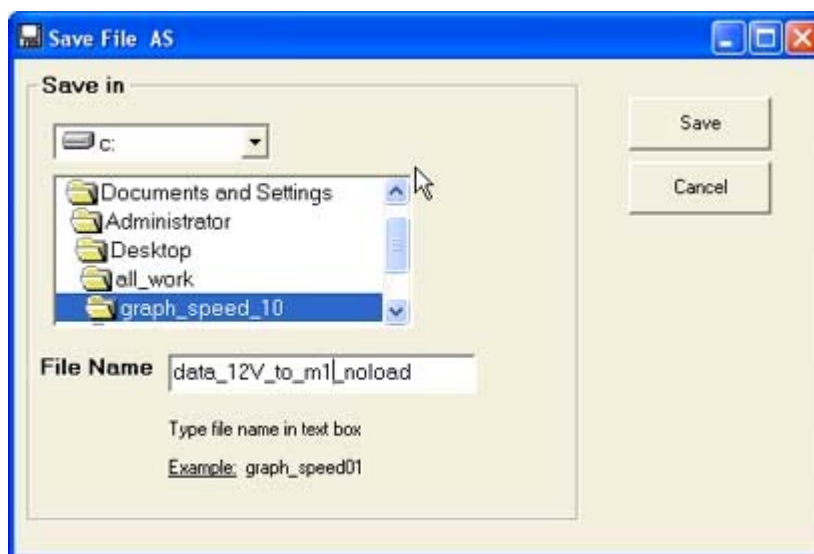 Save File AS
Save in
c:
Save
Cancel
Documents and Settings
Administrator
Desktop
all_work
graph_speed_10
File Name data_12V_to_m1_noload
Type file name in text box
Example: graph_speed01